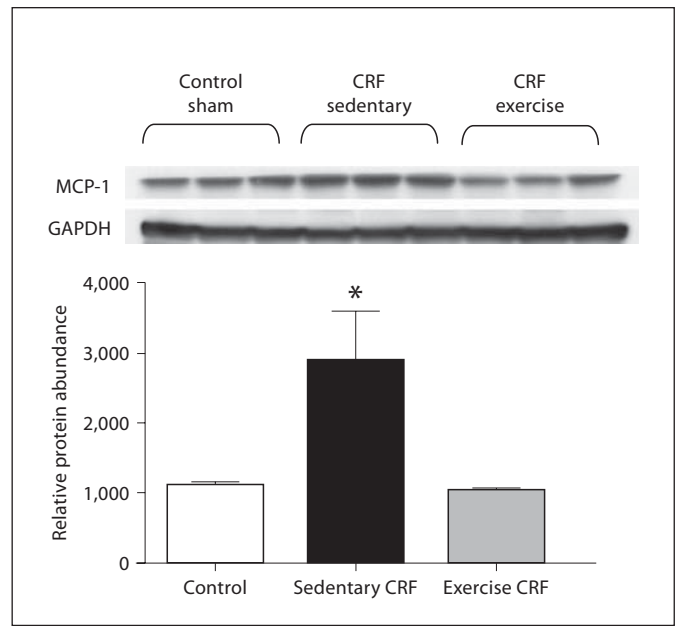 Control
sham
CRF
sedentary
CRF
exercise
MCP-1
GAPDH
4,000
3,000
2,000
1,000
0
Relative protein abundance
*
Control
Sedentary CRF
Exercise CRF